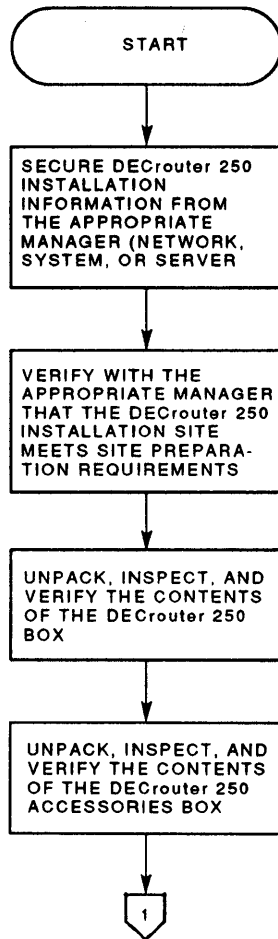 START
SECURE DECrouter 250
INSTALLATION
INFORMATION FROM
THE APPROPRIATE
MANAGER (NETWORK,
SYSTEM, OR SERVER
VERIFY WITH THE
APPROPRIATE MANAGER
THAT THE DECrouter 250
INSTALLATION SITE
MEETS SITE PREPARA-
TION REQUIREMENTS
UNPACK, INSPECT, AND
VERIFY THE CONTENTS
OF THE DECrouter 250
BOX
UNPACK, INSPECT, AND
VERIFY THE CONTENTS
OF THE DECrouter 250
ACCESSORIES BOX
1